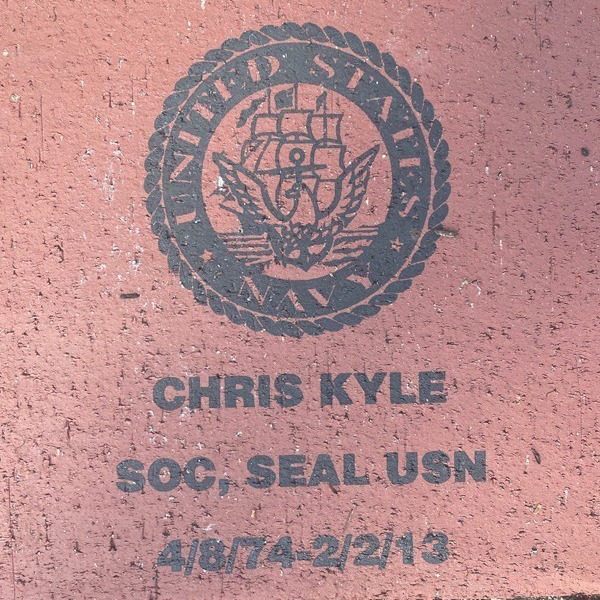 UNITED STATES
NAVY
CHRIS KYLE
SOC, SEAL USN
4/8/74-2/2/13